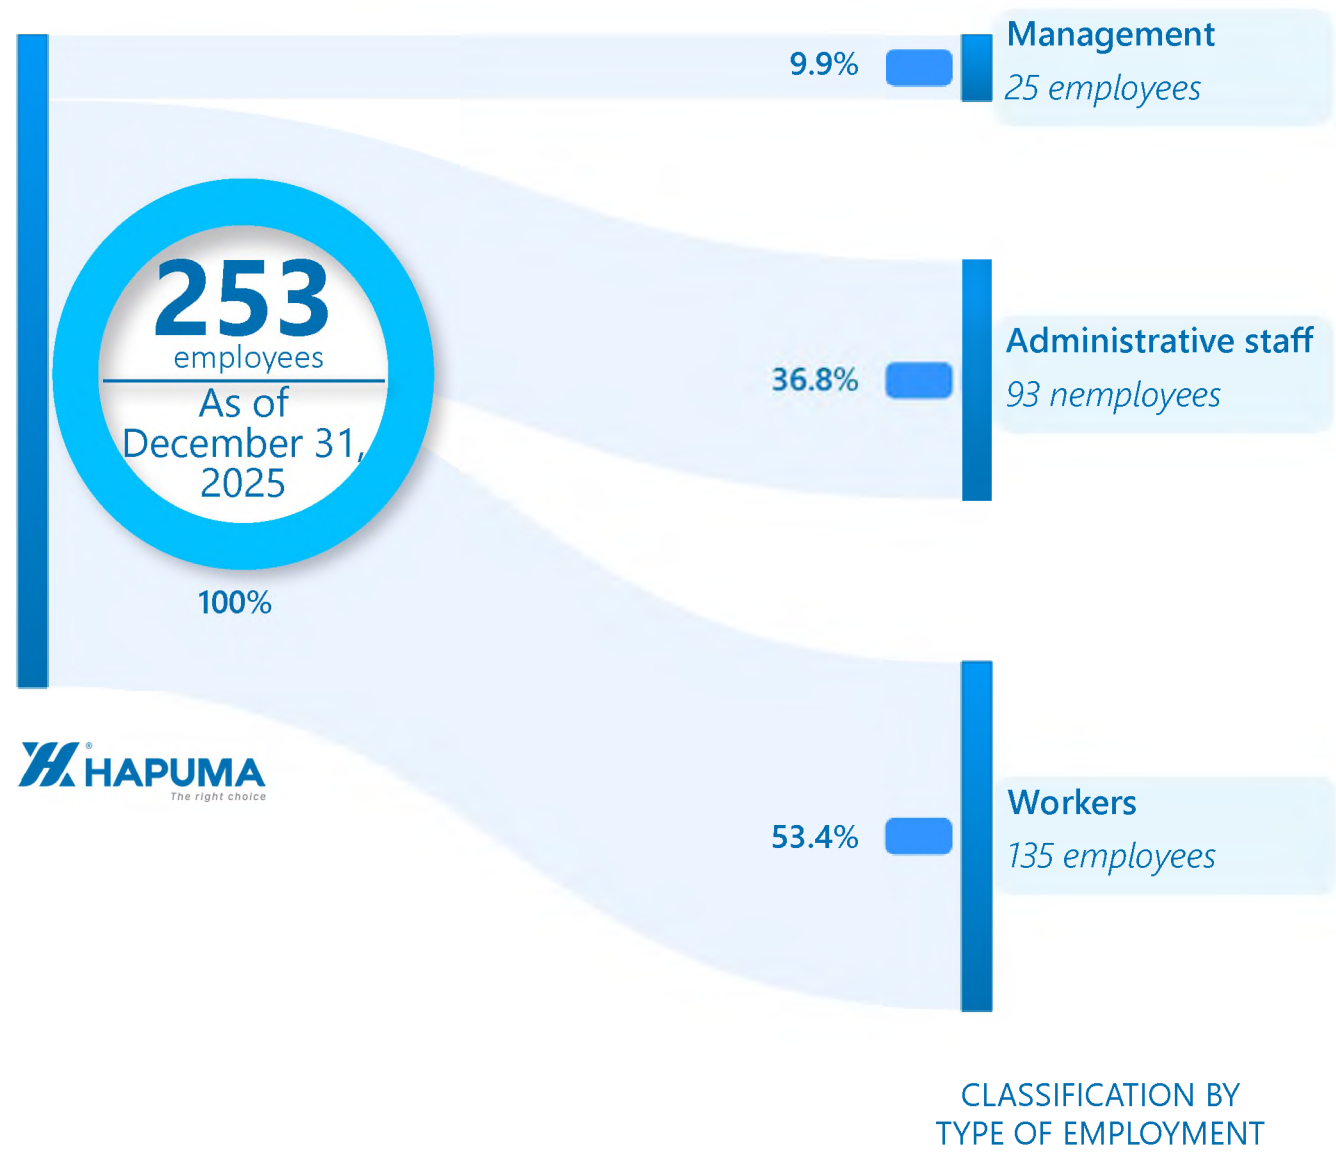 9.9%
Management
25 employees
253
employees
As of
December 31,
2025
100%
36.8%
Administrative staff
93 nemployees
HAPUMA®
The right choice
53.4%
Workers
135 employees
CLASSIFICATION BY
TYPE OF EMPLOYMENT